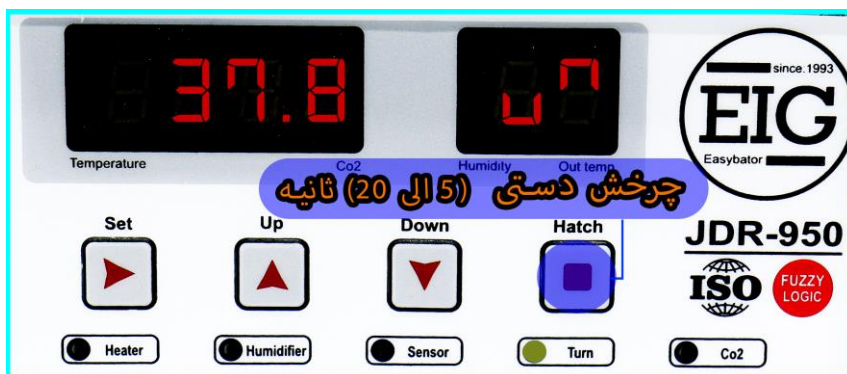 37.8
since.1993
EIG
Easybator
Temperature
Co2
Humidity
Out temp
چرخش دستی (5 الی 20) ثانیه
Set
Up
Down
Hatch
JDR-950
ISO
FUZZY
LOGIC
Heater
Humidifier
Sensor
Turn
Co2